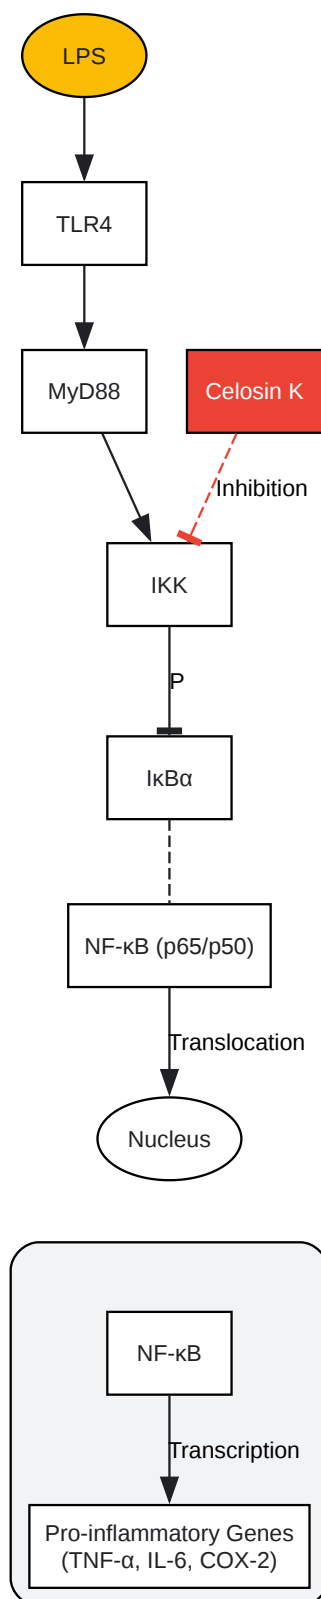 LPS
TLR4
MyD88
Celosin K
Inhibition
IKK
P
IκBα
NF-κB (p65/p50)
Translocation
Nucleus
NF-κB
Transcription
Pro-inflammatory Genes
(TNF-α, IL-6, COX-2)